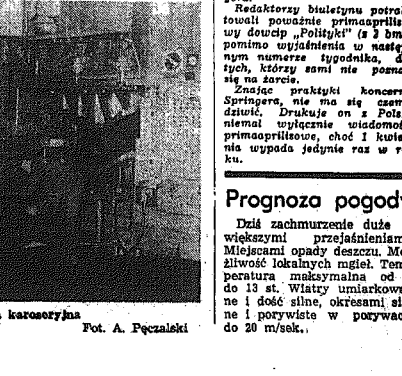 karoseryjna
Fot. A. Pęczalski
Redaktorzy biuletynu potra
towali poważnie primaaprilis
wy dowcip „Polityki" (z 2 bm
pomimo wyjaśnienia w nastę
nym numerze tygodnika, d
tych, którzy sami nie pozna
się na żarcie.
Znając praktyki koncern
Springera, nie ma się czem
dziwić. Drukuje on z Pols
niemal wyłącznie wiadomoś
primaaprilisowe, choć 1 kwie
nia wypada jedynie raz w r
ku.
Prognoza pogody
Dziś zachmurzenie duże
większymi przejaśnieniam
Miejscami opady deszczu. Mo
żliwość lokalnych mgieł. Tem
peratura maksymalna od
do 13 st. Wiatry umiarkowa
ne i dość silne, okresami si
ne i porywiste w porywac
do 20 m/sek.